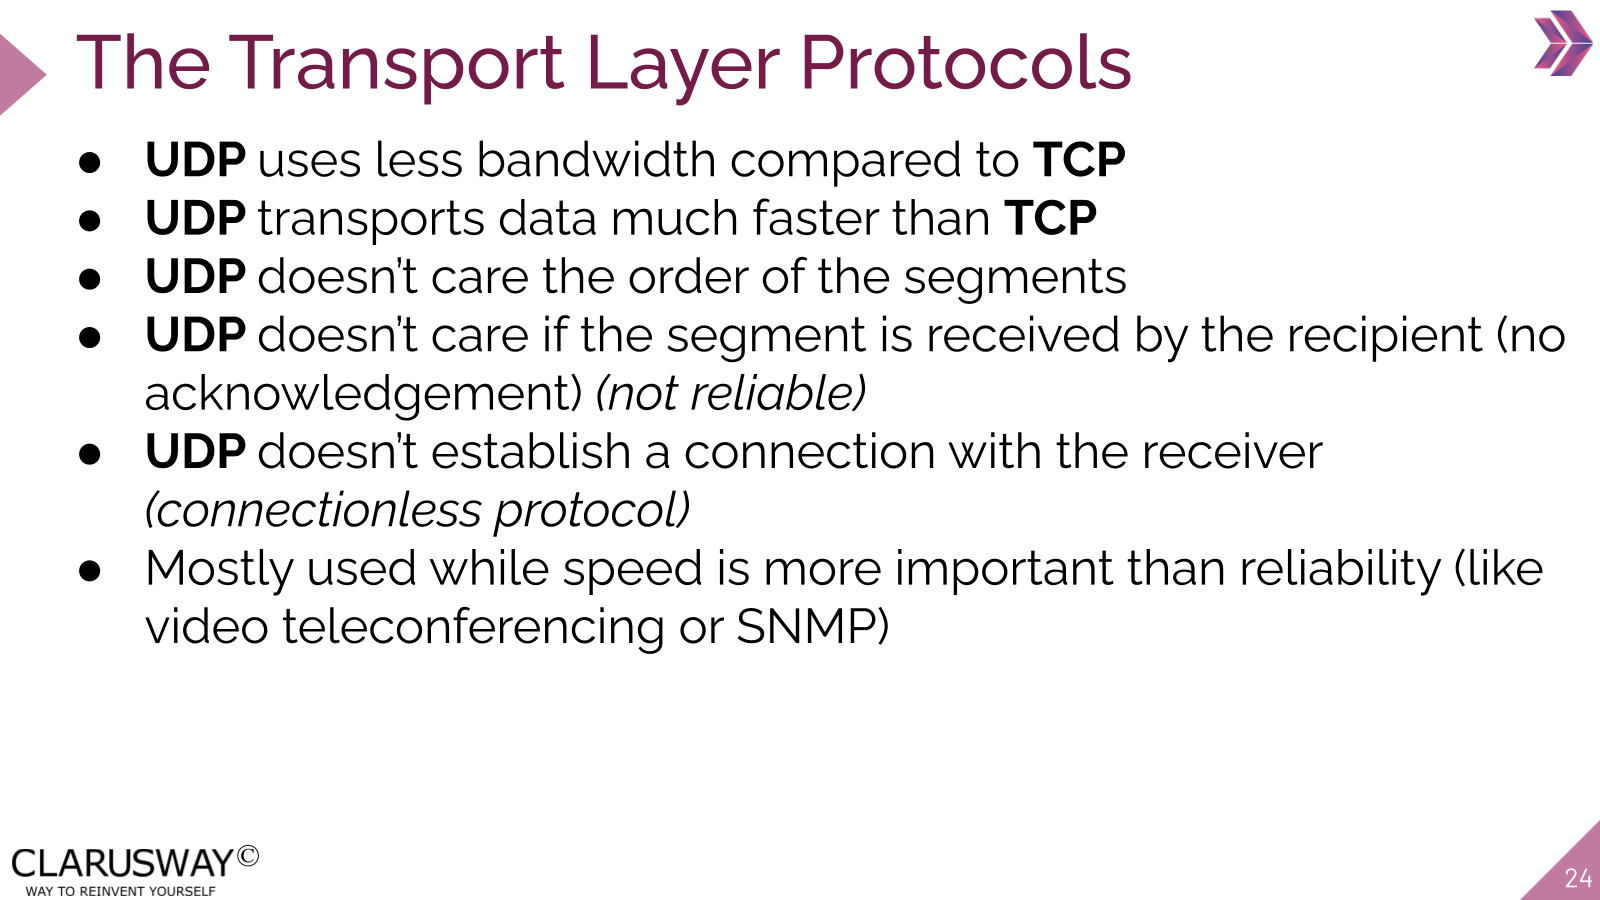 The Transport Layer Protocols
● UDP uses less bandwidth compared to TCP
● UDP transports data much faster than TCP
● UDP doesn’t care the order of the segments
● UDP doesn’t care if the segment is received by the recipient (no
acknowledgement) (not reliable)
● UDP doesn’t establish a connection with the receiver
(connectionless protocol)
● Mostly used while speed is more important than reliability (like
video teleconferencing or SNMP)
CLARUSWAY©
WAY TO REINVENT YOURSELF
24